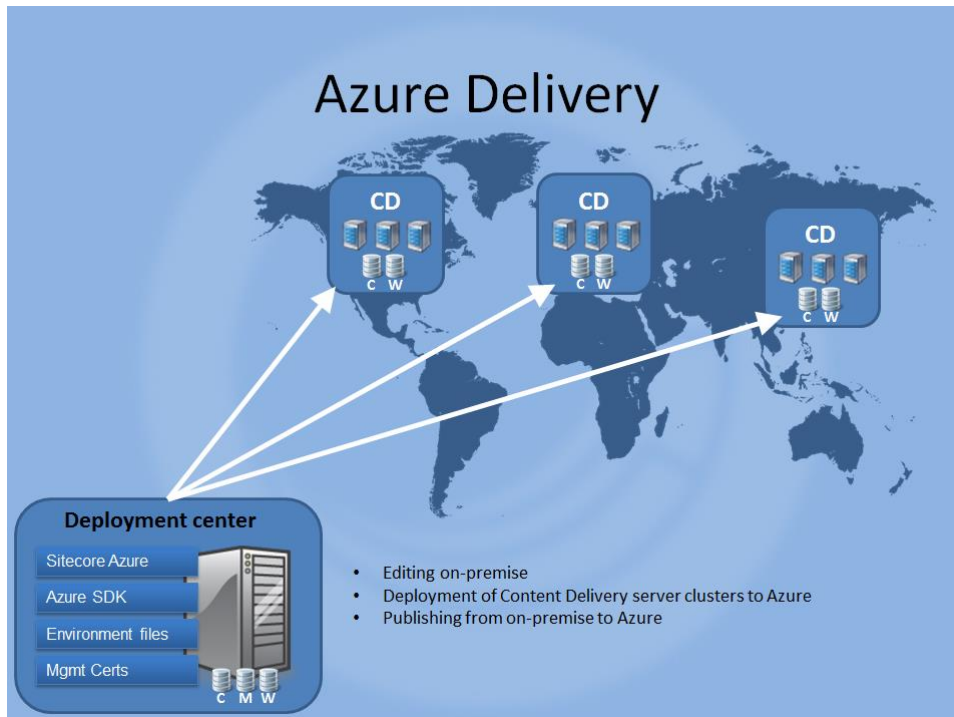 Azure Delivery
CD
C W
CD
C W
CD
C W
Deployment center
Sitecore Azure
Azure SDK
Environment files
Mgmt Certs
C M W
• Editing on-premise
• Deployment of Content Delivery server clusters to Azure
• Publishing from on-premise to Azure